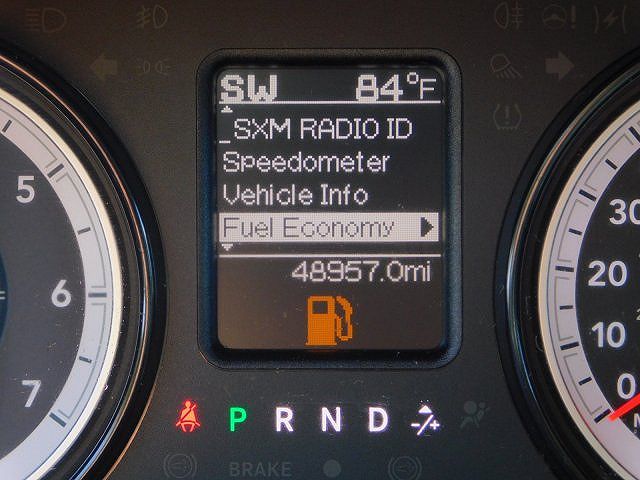 SW 84°F
_SXM RADIO ID
Speedometer
Vehicle Info
Fuel Economy
48957.0mi
5
6
7
30
20
10
0
P R N D -/+
BRAKE